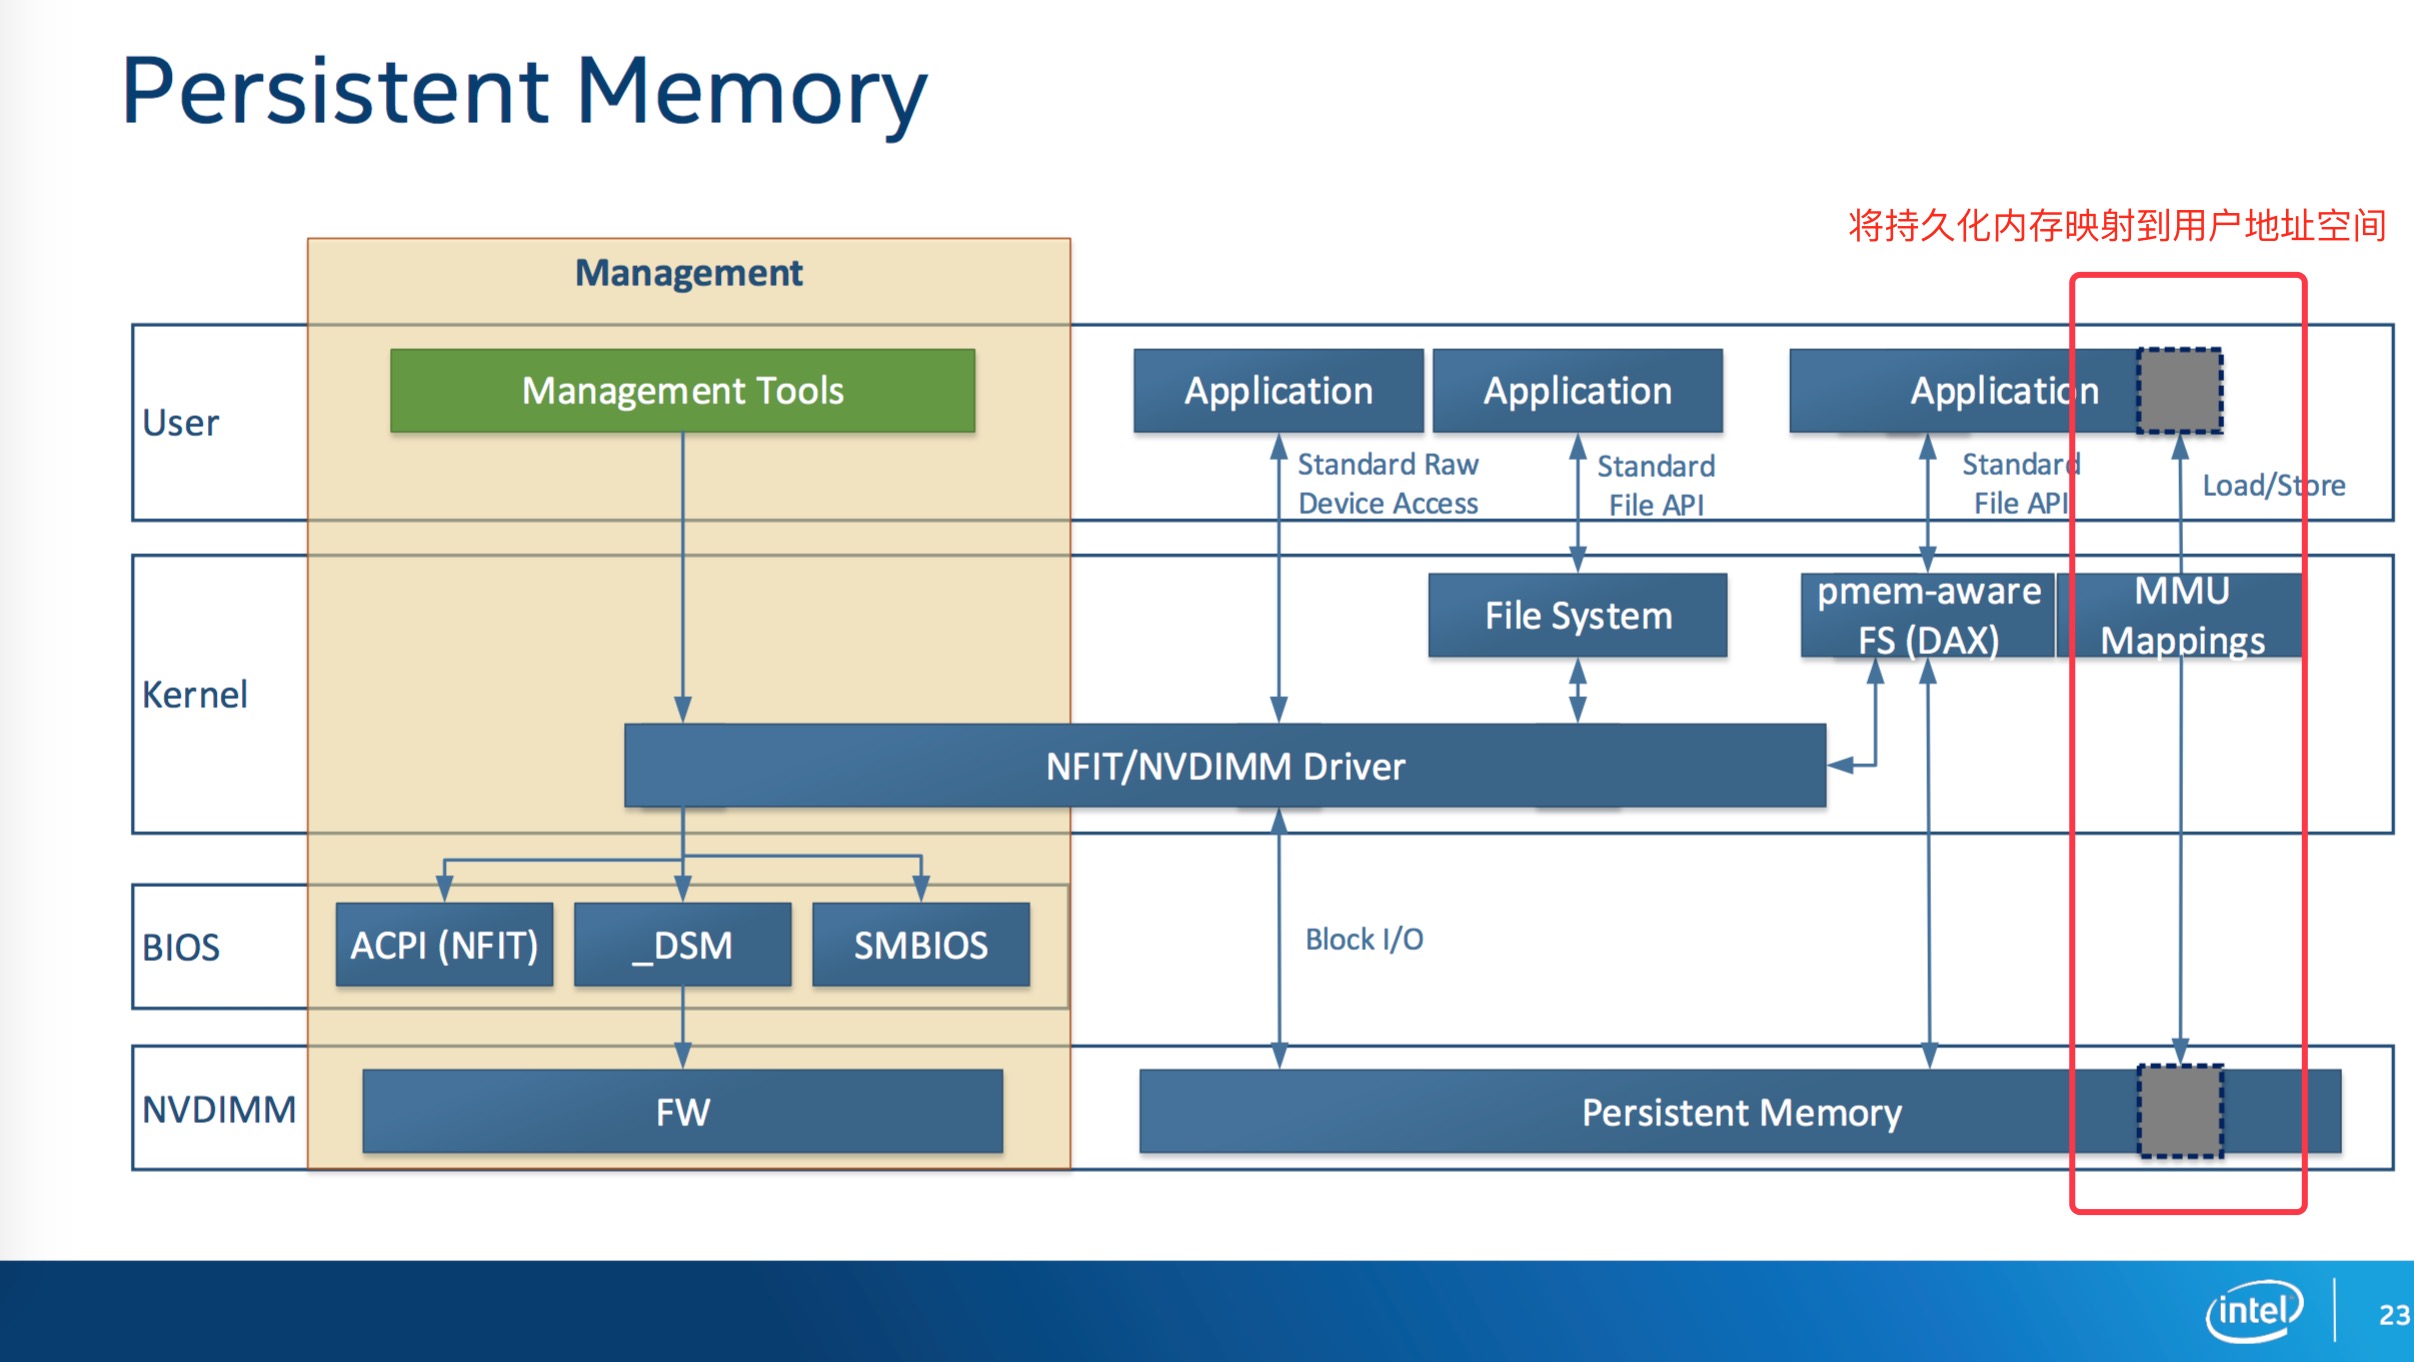 Persistent Memory
将持久化内存映射到用户地址空间
Management
User
Management Tools
Application
Application
Application
Standard Raw
Device Access
Standard
File API
Standard
File API
Load/Store
Kernel
File System
pmem-aware
FS (DAX)
MMU
Mappings
NFIT/NVDIMM Driver
BIOS
ACPI (NFIT)
_DSM
SMBIOS
Block I/O
NVDIMM
FW
Persistent Memory
intel
23